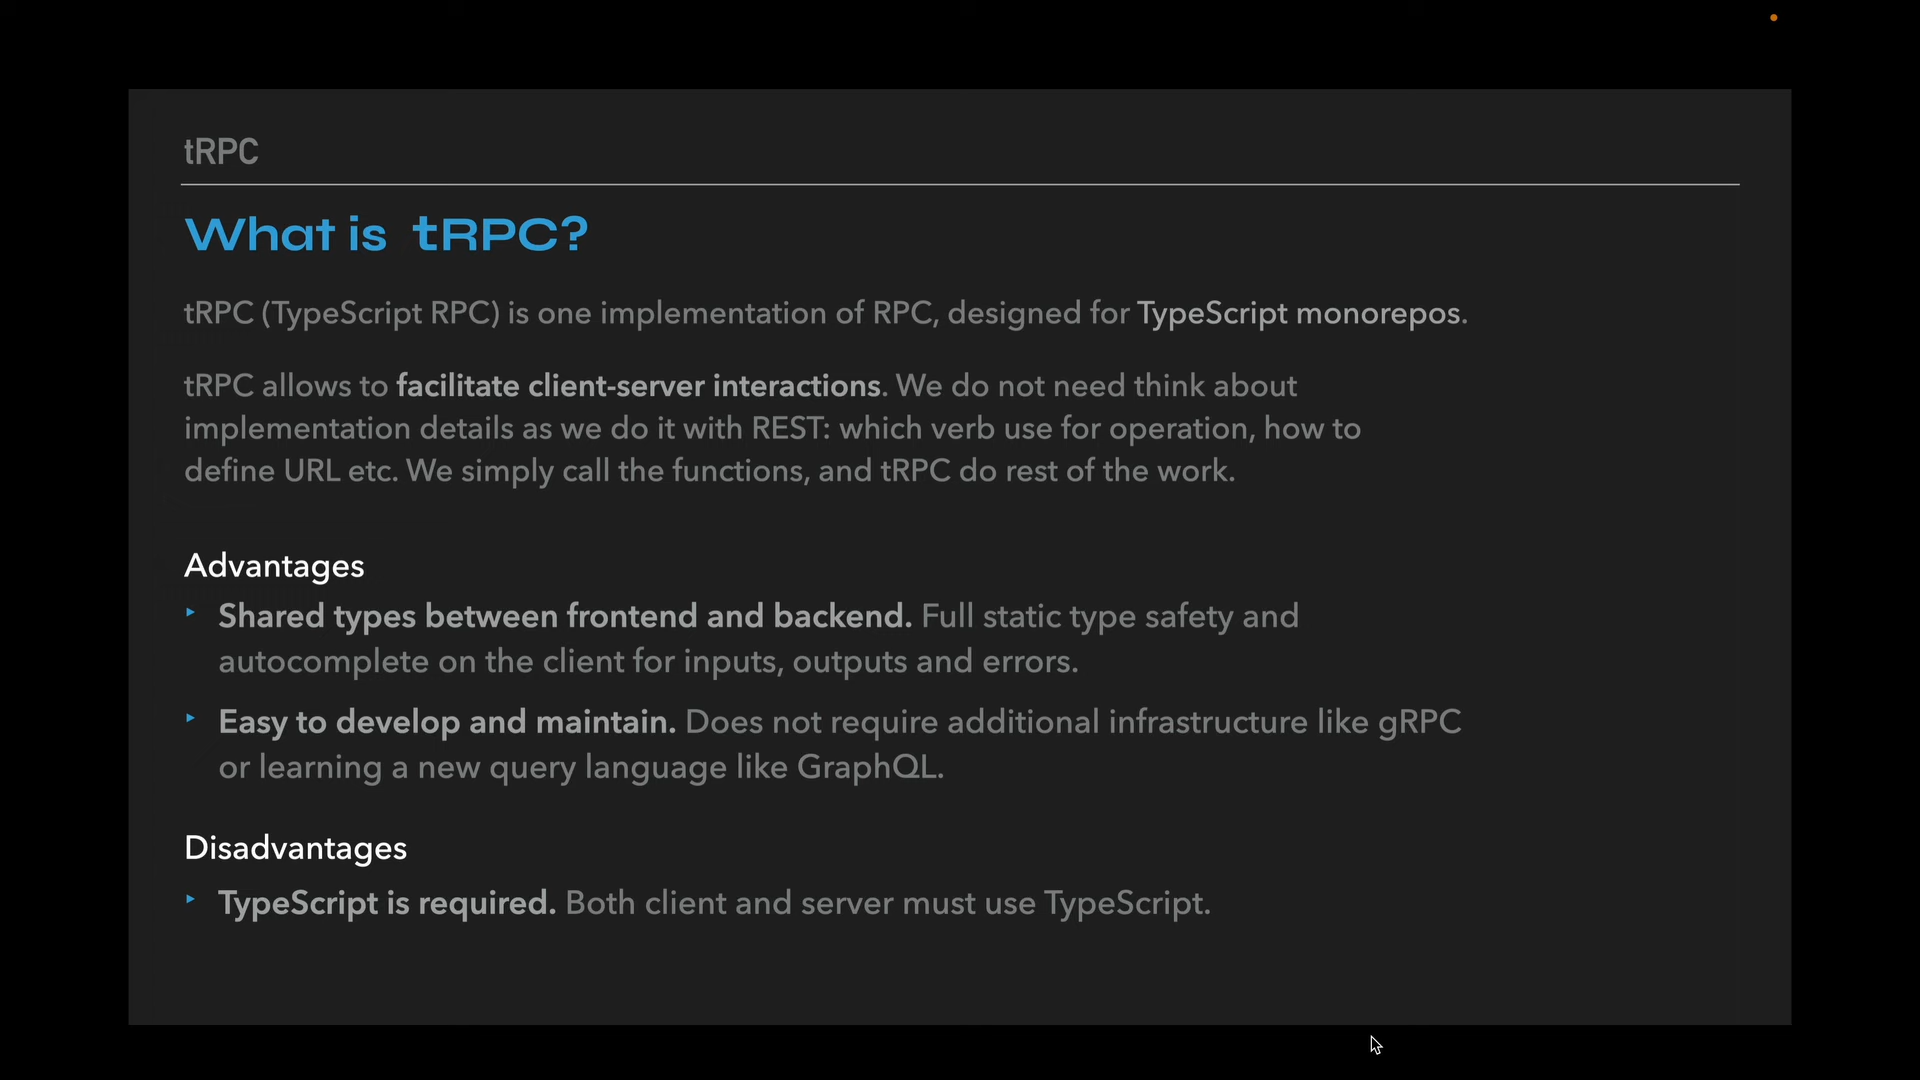 tRPC
What is tRPC?
tRPC (TypeScript RPC) is one implementation of RPC, designed for TypeScript monorepos.
tRPC allows to facilitate client-server interactions. We do not need think about
implementation details as we do it with REST: which verb use for operation, how to
define URL etc. We simply call the functions, and tRPC do rest of the work.
Advantages
‣ Shared types between frontend and backend. Full static type safety and
autocomplete on the client for inputs, outputs and errors.
‣ Easy to develop and maintain. Does not require additional infrastructure like gRPC
or learning a new query language like GraphQL.
Disadvantages
‣ TypeScript is required. Both client and server must use TypeScript.